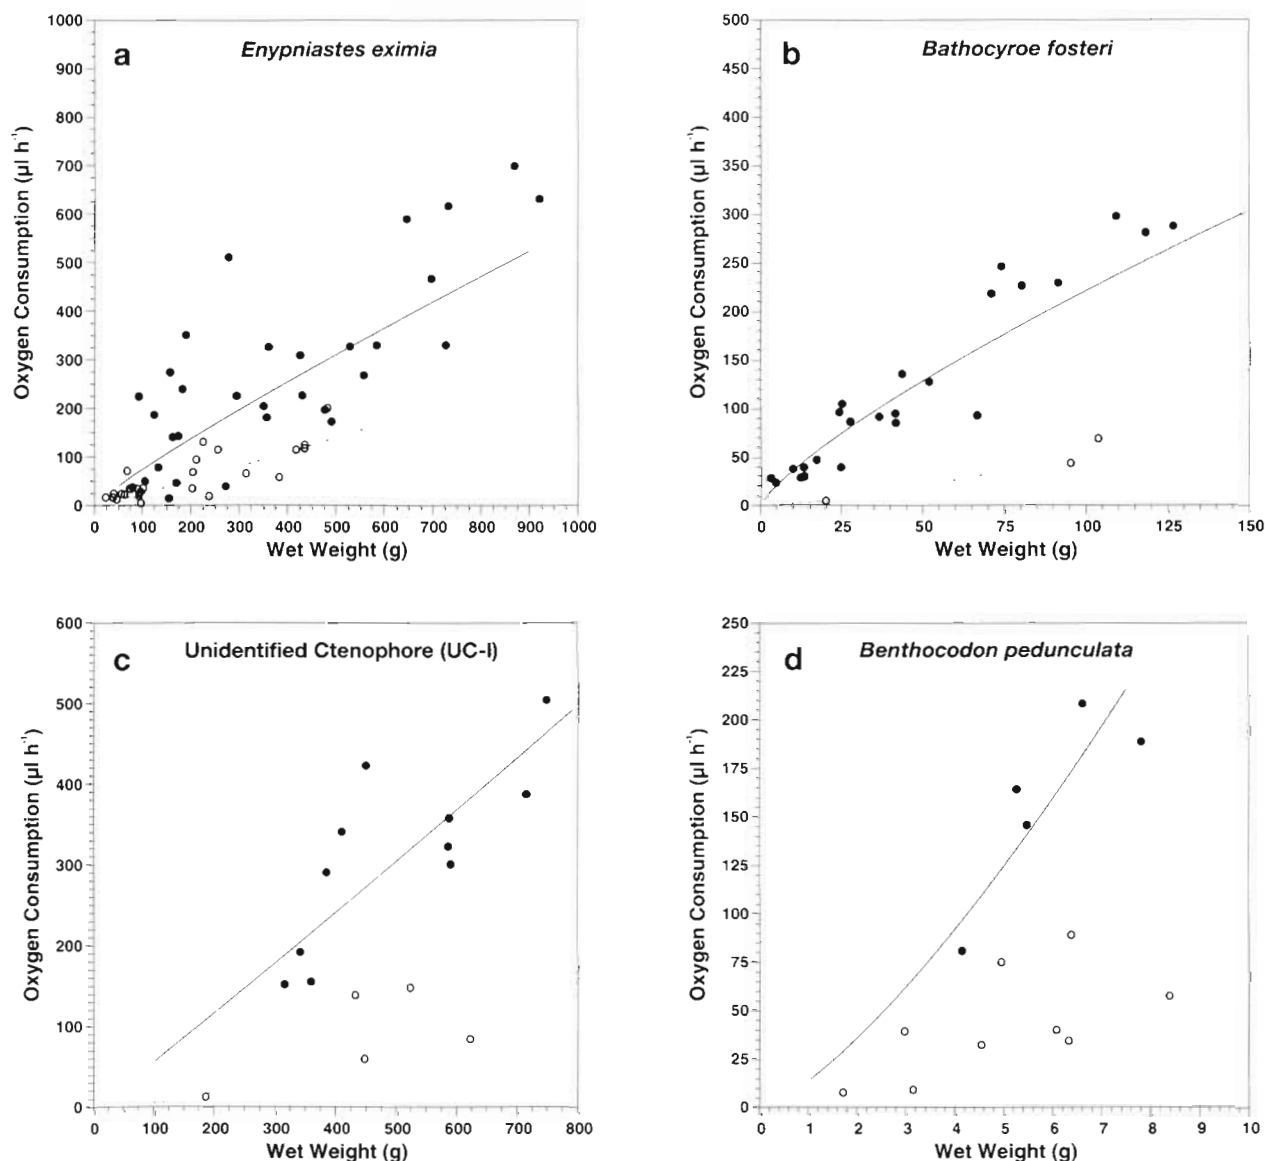 a
Enypniastes eximia
Oxygen Consumption (µl h⁻¹)
1000
900
800
700
600
500
400
300
200
100
0
0 100 200 300 400 500 600 700 800 900 1000
Wet Weight (g)
b
Bathocyroe fosteri
Oxygen Consumption (µl h⁻¹)
500
450
400
350
300
250
200
150
100
50
0
0 25 50 75 100 125 150
Wet Weight (g)
c
Unidentified Ctenophore (UC-I)
Oxygen Consumption (µl h⁻¹)
600
500
400
300
200
100
0
0 100 200 300 400 500 600 700 800
Wet Weight (g)
d
Benthocodon pedunculata
Oxygen Consumption (µl h⁻¹)
250
225
200
175
150
125
100
75
50
25
0
0 1 2 3 4 5 6 7 8 9 10
Wet Weight (g)